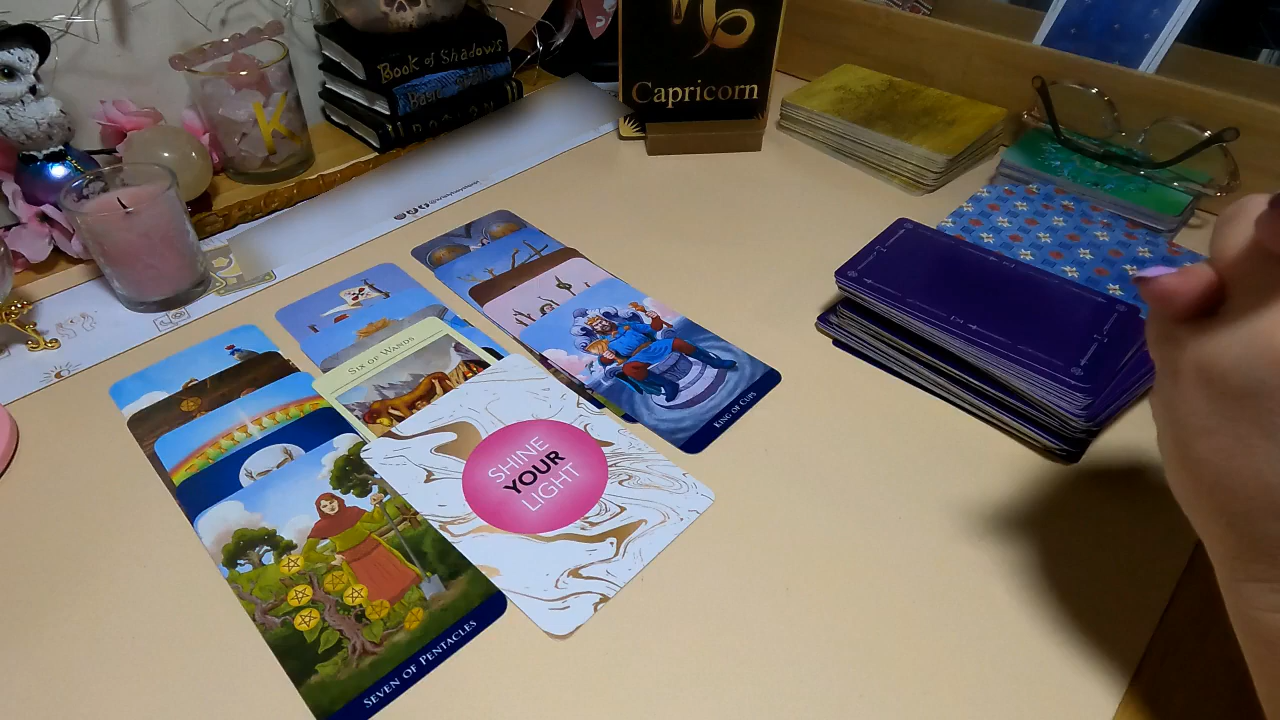 Book of Shadows
K
Capricorn
SIX OF WANDS
SHINE
YOUR
LIGHT
KING OF CUPS
SEVEN OF PENTACLES